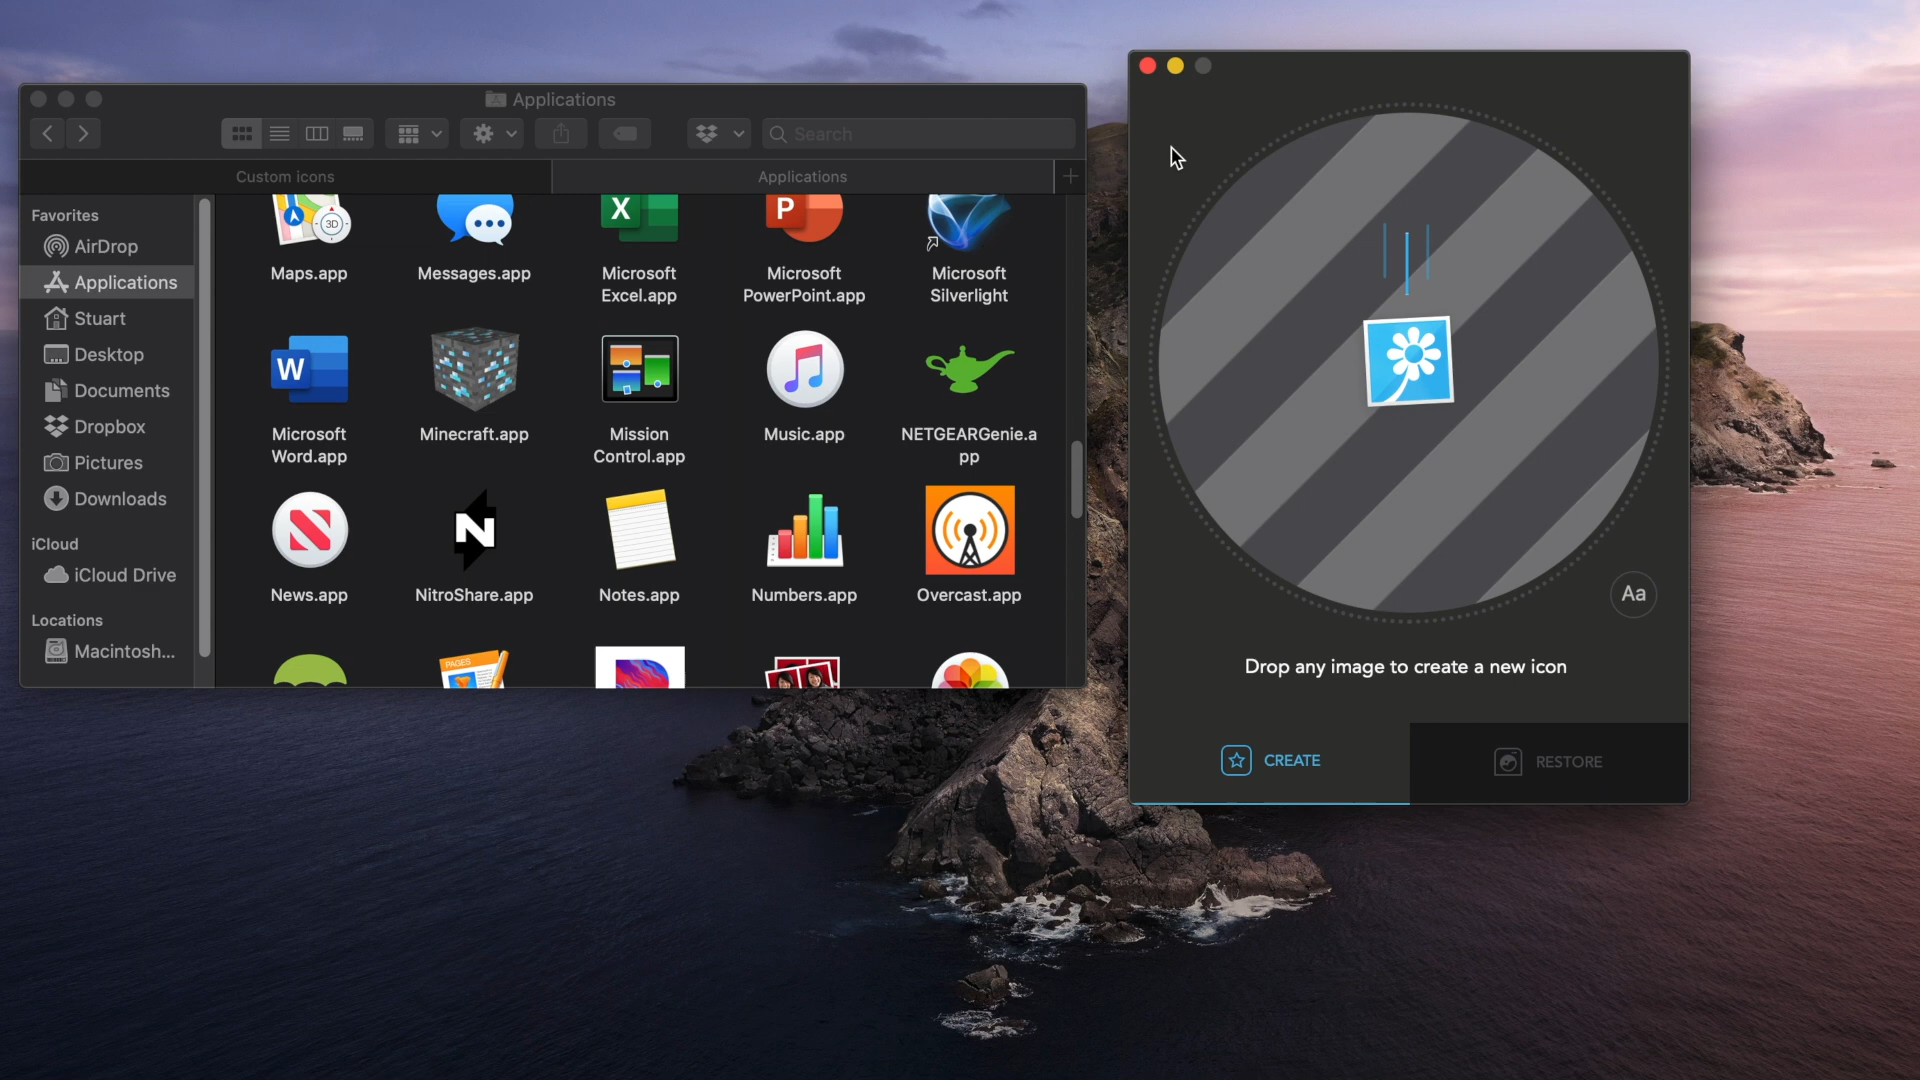 Applications
Search
Custom icons
Applications
Favorites
AirDrop
Applications
Stuart
Desktop
Documents
Dropbox
Pictures
Downloads
iCloud
iCloud Drive
Locations
Macintosh...
3D
Maps.app
Messages.app
X
Microsoft
Excel.app
P
Microsoft
PowerPoint.app
Microsoft
Silverlight
W
Microsoft
Word.app
Minecraft.app
Mission
Control.app
Music.app
NETGEARGenie.a
pp
News.app
N
NitroShare.app
Notes.app
Numbers.app
Overcast.app
PAGES
Aa
Drop any image to create a new icon
CREATE
RESTORE